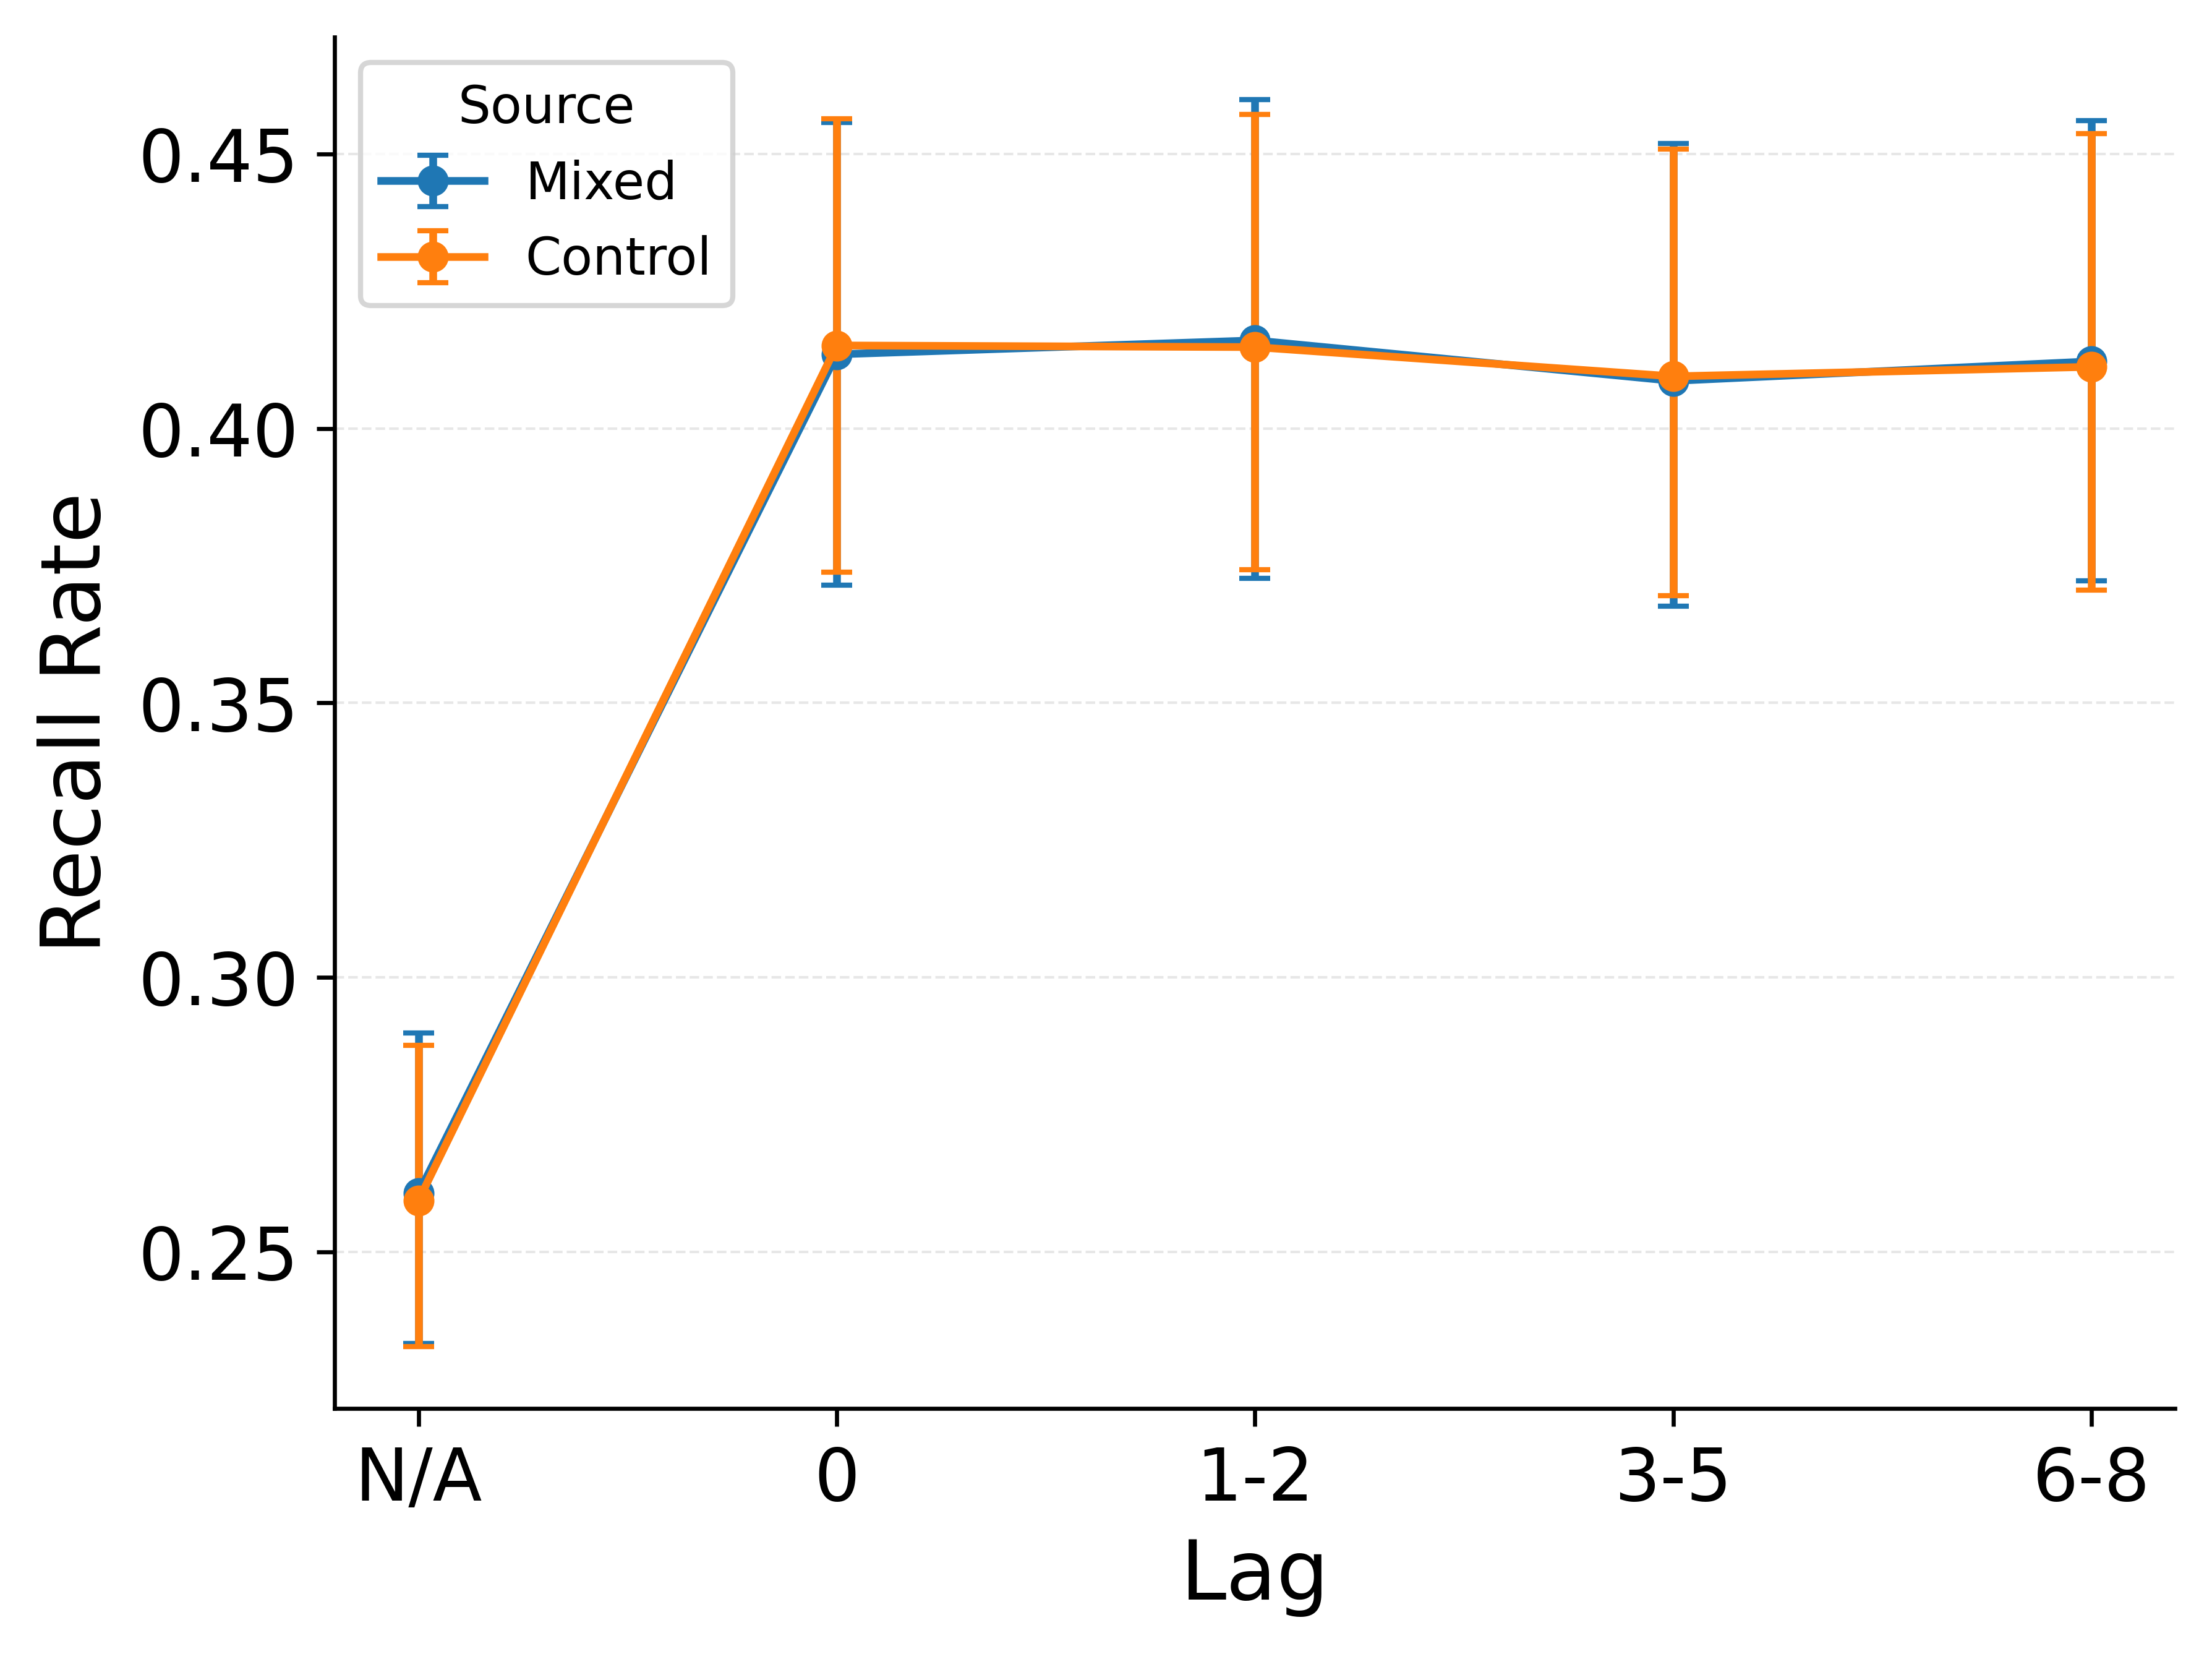 Source
Mixed
Control
0.45
0.40
0.35
0.30
0.25
Recall Rate
N/A 0 1-2 3-5 6-8
Lag